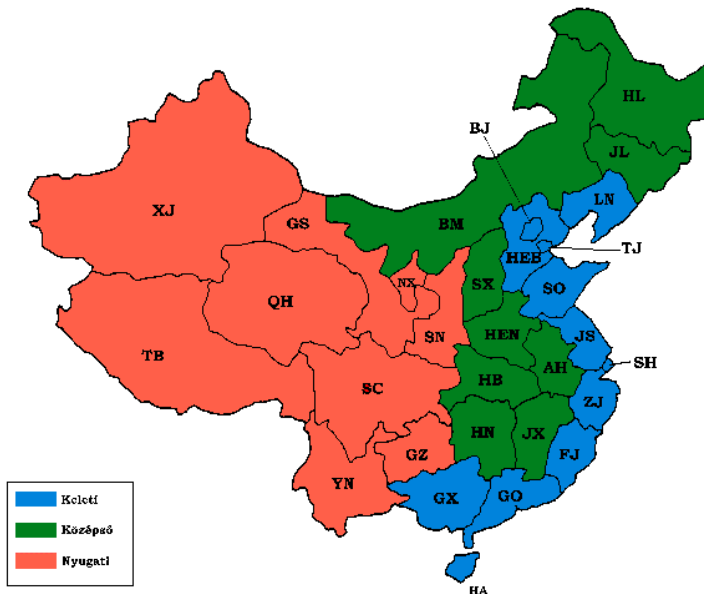 HL
BJ
JL
LN
XJ
GS
BM
TJ
HEB
SX
SO
NX
QH
SN
HEN
JS
TB
SH
AH
HB
SC
ZJ
HN
JX
GZ
FJ
YN
GX
GO
HA
Keleti
Középső
Nyugati